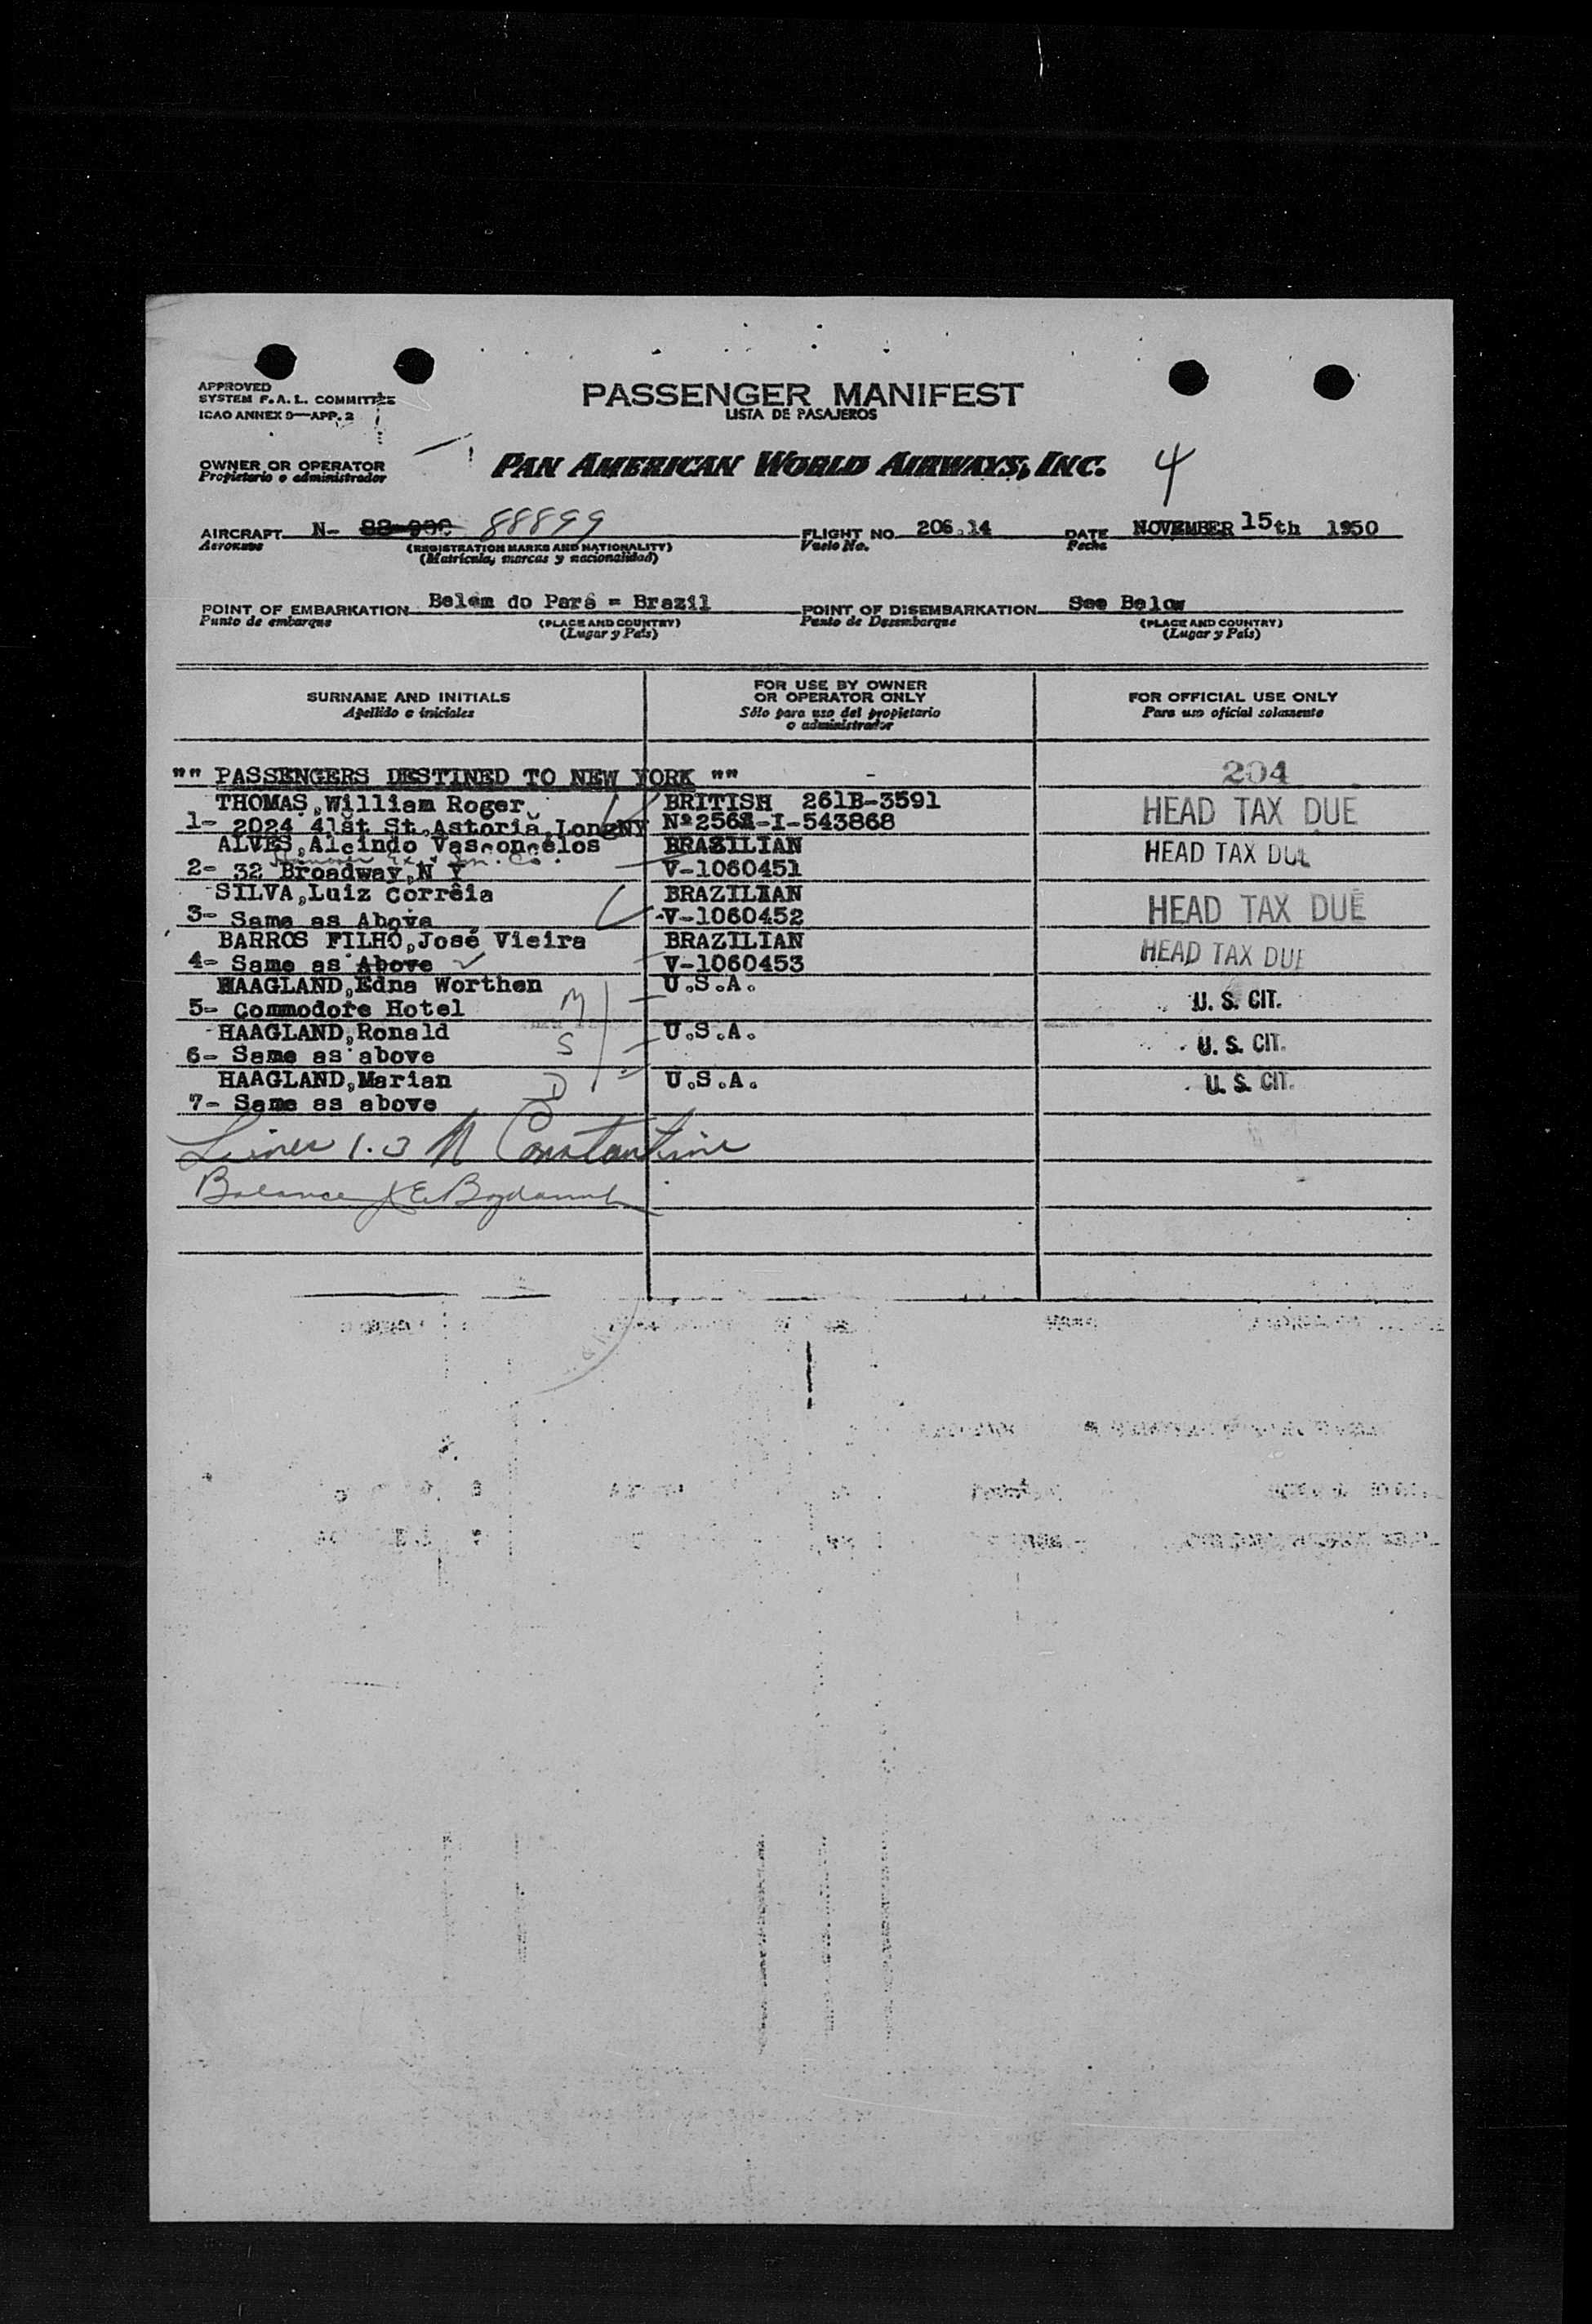 APPROVED
SYSTEM F.A.L. COMMITTEE
ICAO ANNEX 9—APP. 2
PASSENGER MANIFEST
LISTA DE PASAJEROS
OWNER OR OPERATOR
Propietario o administrador
PAN AMERICAN WORLD AIRWAYS, INC.
4
AIRCRAFT N- 88899
Aeronave
(REGISTRATION MARKS AND NATIONALITY)
(Matrícula, marcas y nacionalidad)
FLIGHT NO. 206.14
Vuelo No.
DATE NOVEMBER 15th 1950
Fecha
POINT OF EMBARKATION Belem do Pará = Brazil
Punto de embarque
(PLACE AND COUNTRY)
(Lugar y País)
POINT OF DISEMBARKATION See Below
Punto de Desembarque
(PLACE AND COUNTRY)
(Lugar y País)
SURNAME AND INITIALS
Apellido e iniciales
FOR USE BY OWNER
OR OPERATOR ONLY
Sólo para uso del propietario
o administrador
FOR OFFICIAL USE ONLY
Para uso oficial solamente
"" PASSENGERS DESTINED TO NEW YORK "" - 204
THOMAS,William Roger BRITISH 261B-3591 HEAD TAX DUE
1- 2024 41st St,Astoria,LongNY Nº2562-I-543868
ALVES,Alcindo Vasconcelos BRAZILIAN HEAD TAX DUE
2- 32 Broadway,N Y V-1060451
SILVA,Luiz Corrêia BRAZILIAN HEAD TAX DUE
3- Same as Above V-1060452
BARROS FILHO,José Vieira BRAZILIAN HEAD TAX DUE
4- Same as Above V-1060453
HAAGLAND,Edna Worthen M U.S.A. U. S. CIT.
5- Commodore Hotel
HAAGLAND,Ronald S U.S.A. U. S. CIT.
6- Same as above
HAAGLAND,Marian D U.S.A. U. S. CIT.
7- Same as above
Lines 1-3 Constantine
Balance